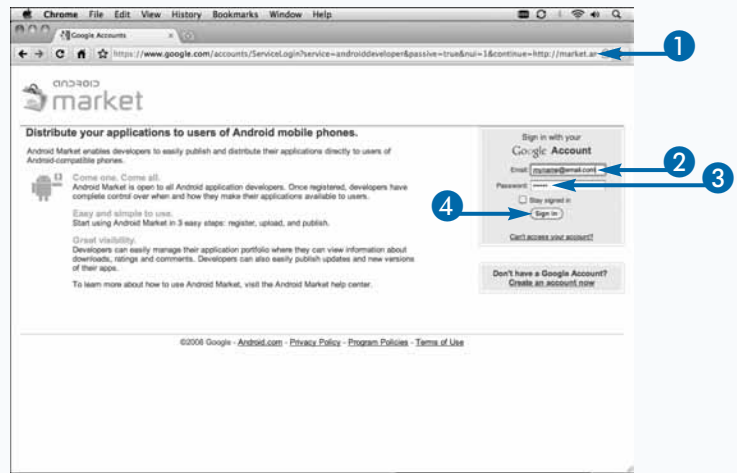 Chrome File Edit View History Bookmarks Window Help
Google Accounts
https://www.google.com/accounts/ServiceLogin?service=androiddeveloper&passive=true&nui=1&continue=http://market.an
1
android
market
Distribute your applications to users of Android mobile phones.
Android Market enables developers to easily publish and distribute their applications directly to users of
Android-compatible phones.
Come one. Come all.
Android Market is open to all Android application developers. Once registered, developers have
complete control over when and how they make their applications available to users.
Easy and simple to use.
Start using Android Market in 3 easy steps: register, upload, and publish.
Great visibility.
Developers can easily manage their application portfolio where they can view information about
downloads, ratings and comments. Developers can also easily publish updates and new versions
of their apps.
To learn more about how to use Android Market, visit the Android Market help center.
Sign in with your
Google Account
Email: myname@email.com
2
Password:
3
Stay signed in
4
Sign in
Can't access your account?
Don't have a Google Account?
Create an account now
©2008 Google - Android.com - Privacy Policy - Program Policies - Terms of Use